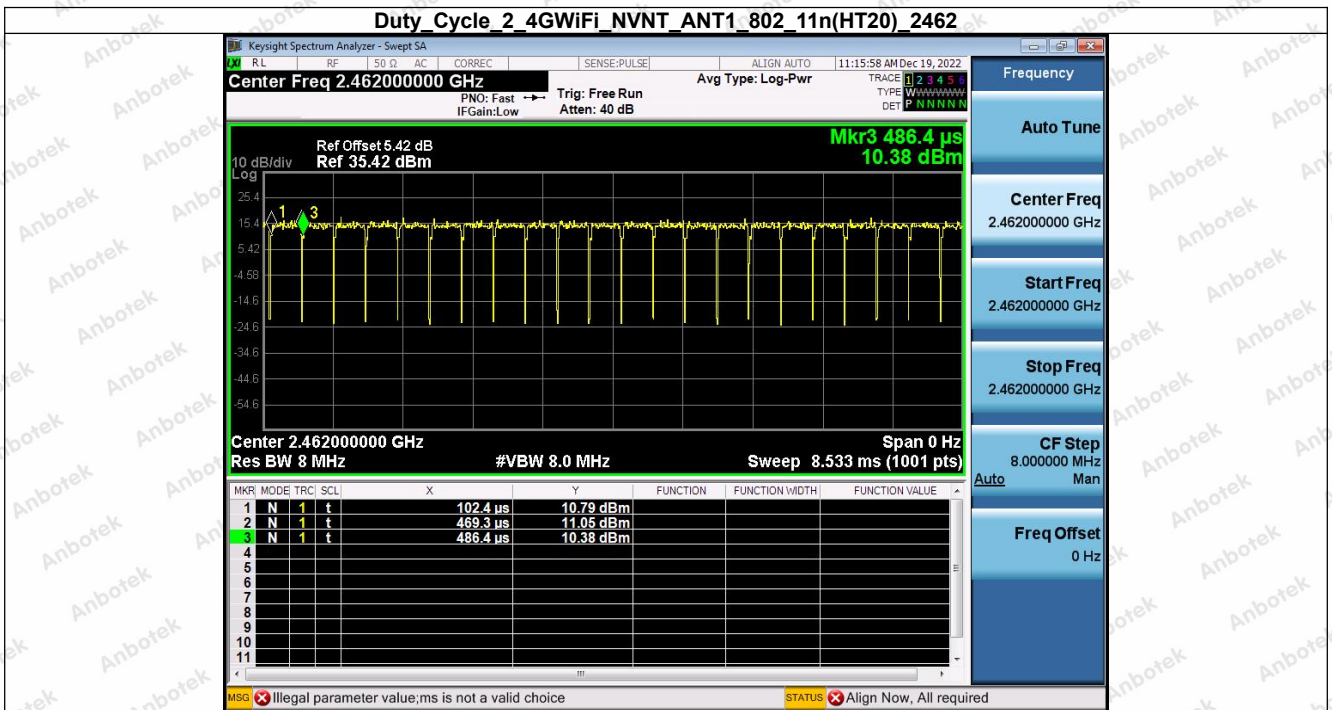 Duty_Cycle_2_4GWiFi_NVNT_ANT1_802_11n(HT20)_2462
Keysight Spectrum Analyzer - Swept SA
RL RF 50 Ω AC CORREC SENSE:PULSE ALIGN AUTO 11:15:58 AM Dec 19, 2022
Center Freq 2.462000000 GHz
PNO: Fast
IFGain:Low
Trig: Free Run
Atten: 40 dB
Avg Type: Log-Pwr
TRACE 1 2 3 4 5 6
TYPE WWWWWW
DET P N N N N N
Ref Offset 5.42 dB
Ref 35.42 dBm
Mkr3 486.4 µs
10.38 dBm
10 dB/div
Log
25.4
15.4
5.42
-4.58
-14.6
-24.6
-34.6
-44.6
-54.6
1 3
Center 2.462000000 GHz Span 0 Hz
Res BW 8 MHz #VBW 8.0 MHz Sweep 8.533 ms (1001 pts)
MKR MODE TRC SCL X Y FUNCTION FUNCTION WIDTH FUNCTION VALUE
1 N 1 t 102.4 µs 10.79 dBm
2 N 1 t 469.3 µs 11.05 dBm
3 N 1 t 486.4 µs 10.38 dBm
4
5
6
7
8
9
10
11
MSG Illegal parameter value;ms is not a valid choice STATUS Align Now, All required
Frequency
Auto Tune
Center Freq
2.462000000 GHz
Start Freq
2.462000000 GHz
Stop Freq
2.462000000 GHz
CF Step
8.000000 MHz
Auto Man
Freq Offset
0 Hz
Anbotek